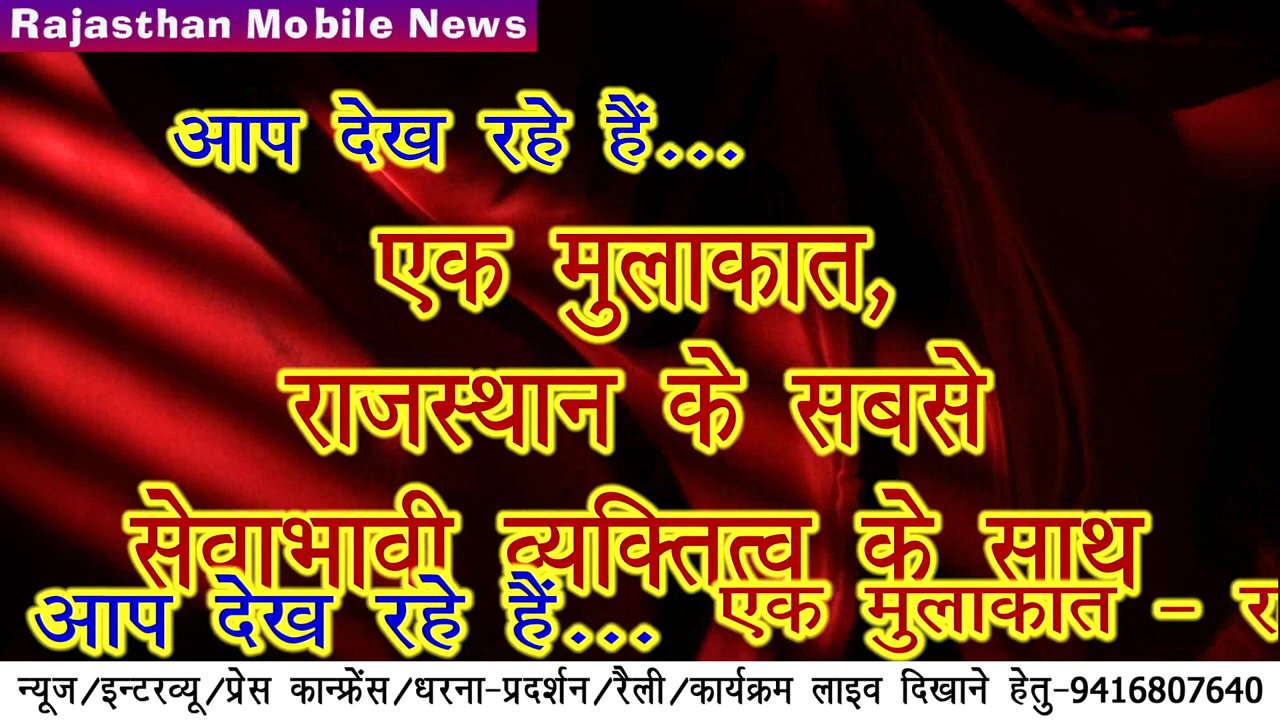 Rajasthan Mobile News
आप देख रहे हैं...
एक मुलाकात,
राजस्थान के सबसे
सेवाभावी व्यक्तित्व के साथ
आप देख रहे हैं... एक मुलाकात - रा
न्यूज/इन्टरव्यू/प्रेस कान्फ्रेंस/धरना-प्रदर्शन/रैली/कार्यक्रम लाइव दिखाने हेतु-9416807640